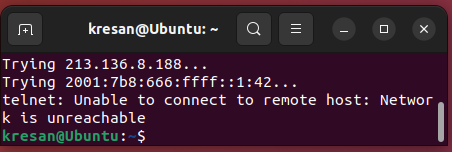 kresan@Ubuntu: ~
Trying 213.136.8.188...
Trying 2001:7b8:666:ffff::1:42...
telnet: Unable to connect to remote host: Networ
k is unreachable
kresan@Ubuntu:~$